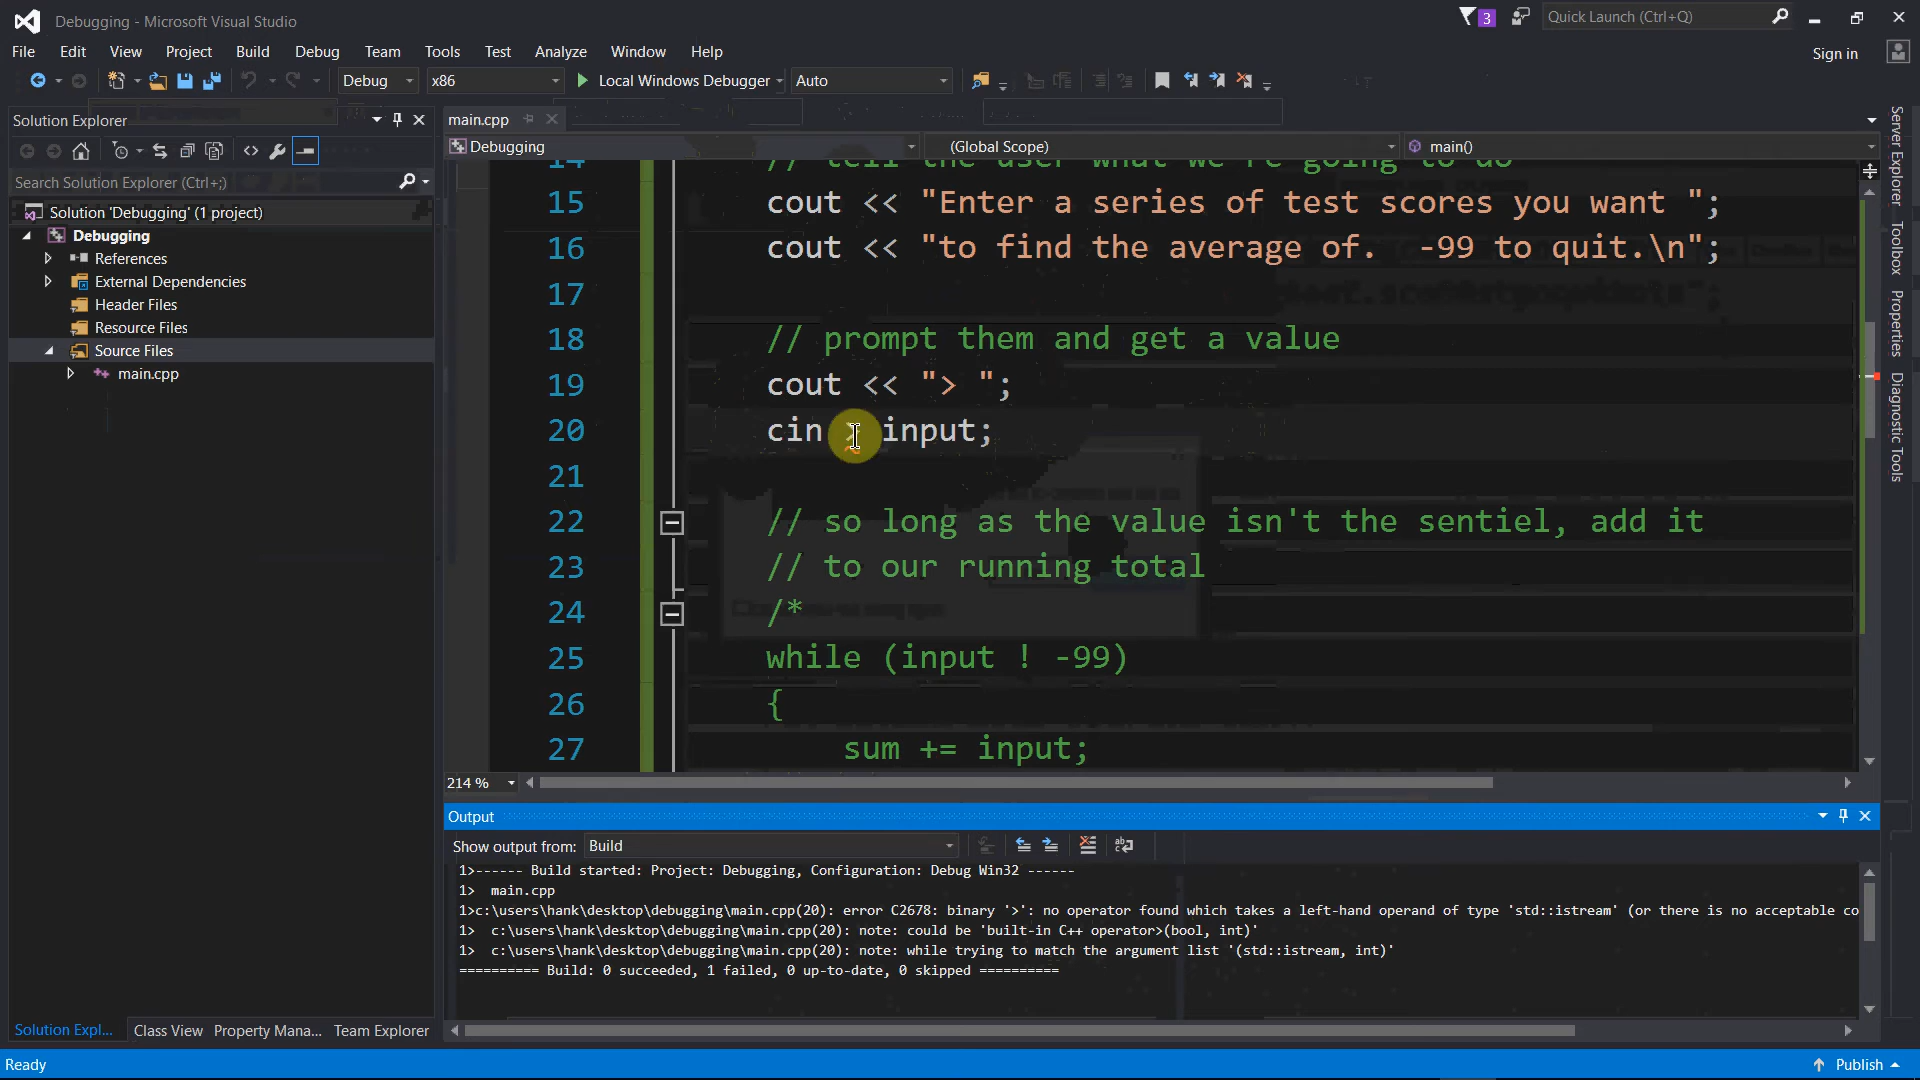 Debugging - Microsoft Visual Studio
3
Quick Launch (Ctrl+Q)
File Edit View Project Build Debug Team Tools Test Analyze Window Help
Sign in
Debug x86 Local Windows Debugger Auto
Solution Explorer
Search Solution Explorer (Ctrl+;)
Solution 'Debugging' (1 project)
Debugging
References
External Dependencies
Header Files
Resource Files
Source Files
main.cpp
main.cpp
Debugging (Global Scope) main()
14 // tell the user what we're going to do
15 cout << "Enter a series of test scores you want ";
16 cout << "to find the average of.  -99 to quit.\n";
17
18 // prompt them and get a value
19 cout << "> ";
20 cin > input;
21
22 // so long as the value isn't the sentiel, add it
23 // to our running total
24 /*
25 while (input ! -99)
26 {
27 sum += input;
214 %
Output
Show output from: Build
1>------ Build started: Project: Debugging, Configuration: Debug Win32 ------
1>  main.cpp
1>c:\users\hank\desktop\debugging\main.cpp(20): error C2678: binary '>': no operator found which takes a left-hand operand of type 'std::istream' (or there is no acceptable co
1>  c:\users\hank\desktop\debugging\main.cpp(20): note: could be 'built-in C++ operator>(bool, int)'
1>  c:\users\hank\desktop\debugging\main.cpp(20): note: while trying to match the argument list '(std::istream, int)'
========== Build: 0 succeeded, 1 failed, 0 up-to-date, 0 skipped ==========
Solution Expl... Class View Property Mana... Team Explorer
Server Explorer
Toolbox
Properties
Diagnostic Tools
Ready
Publish